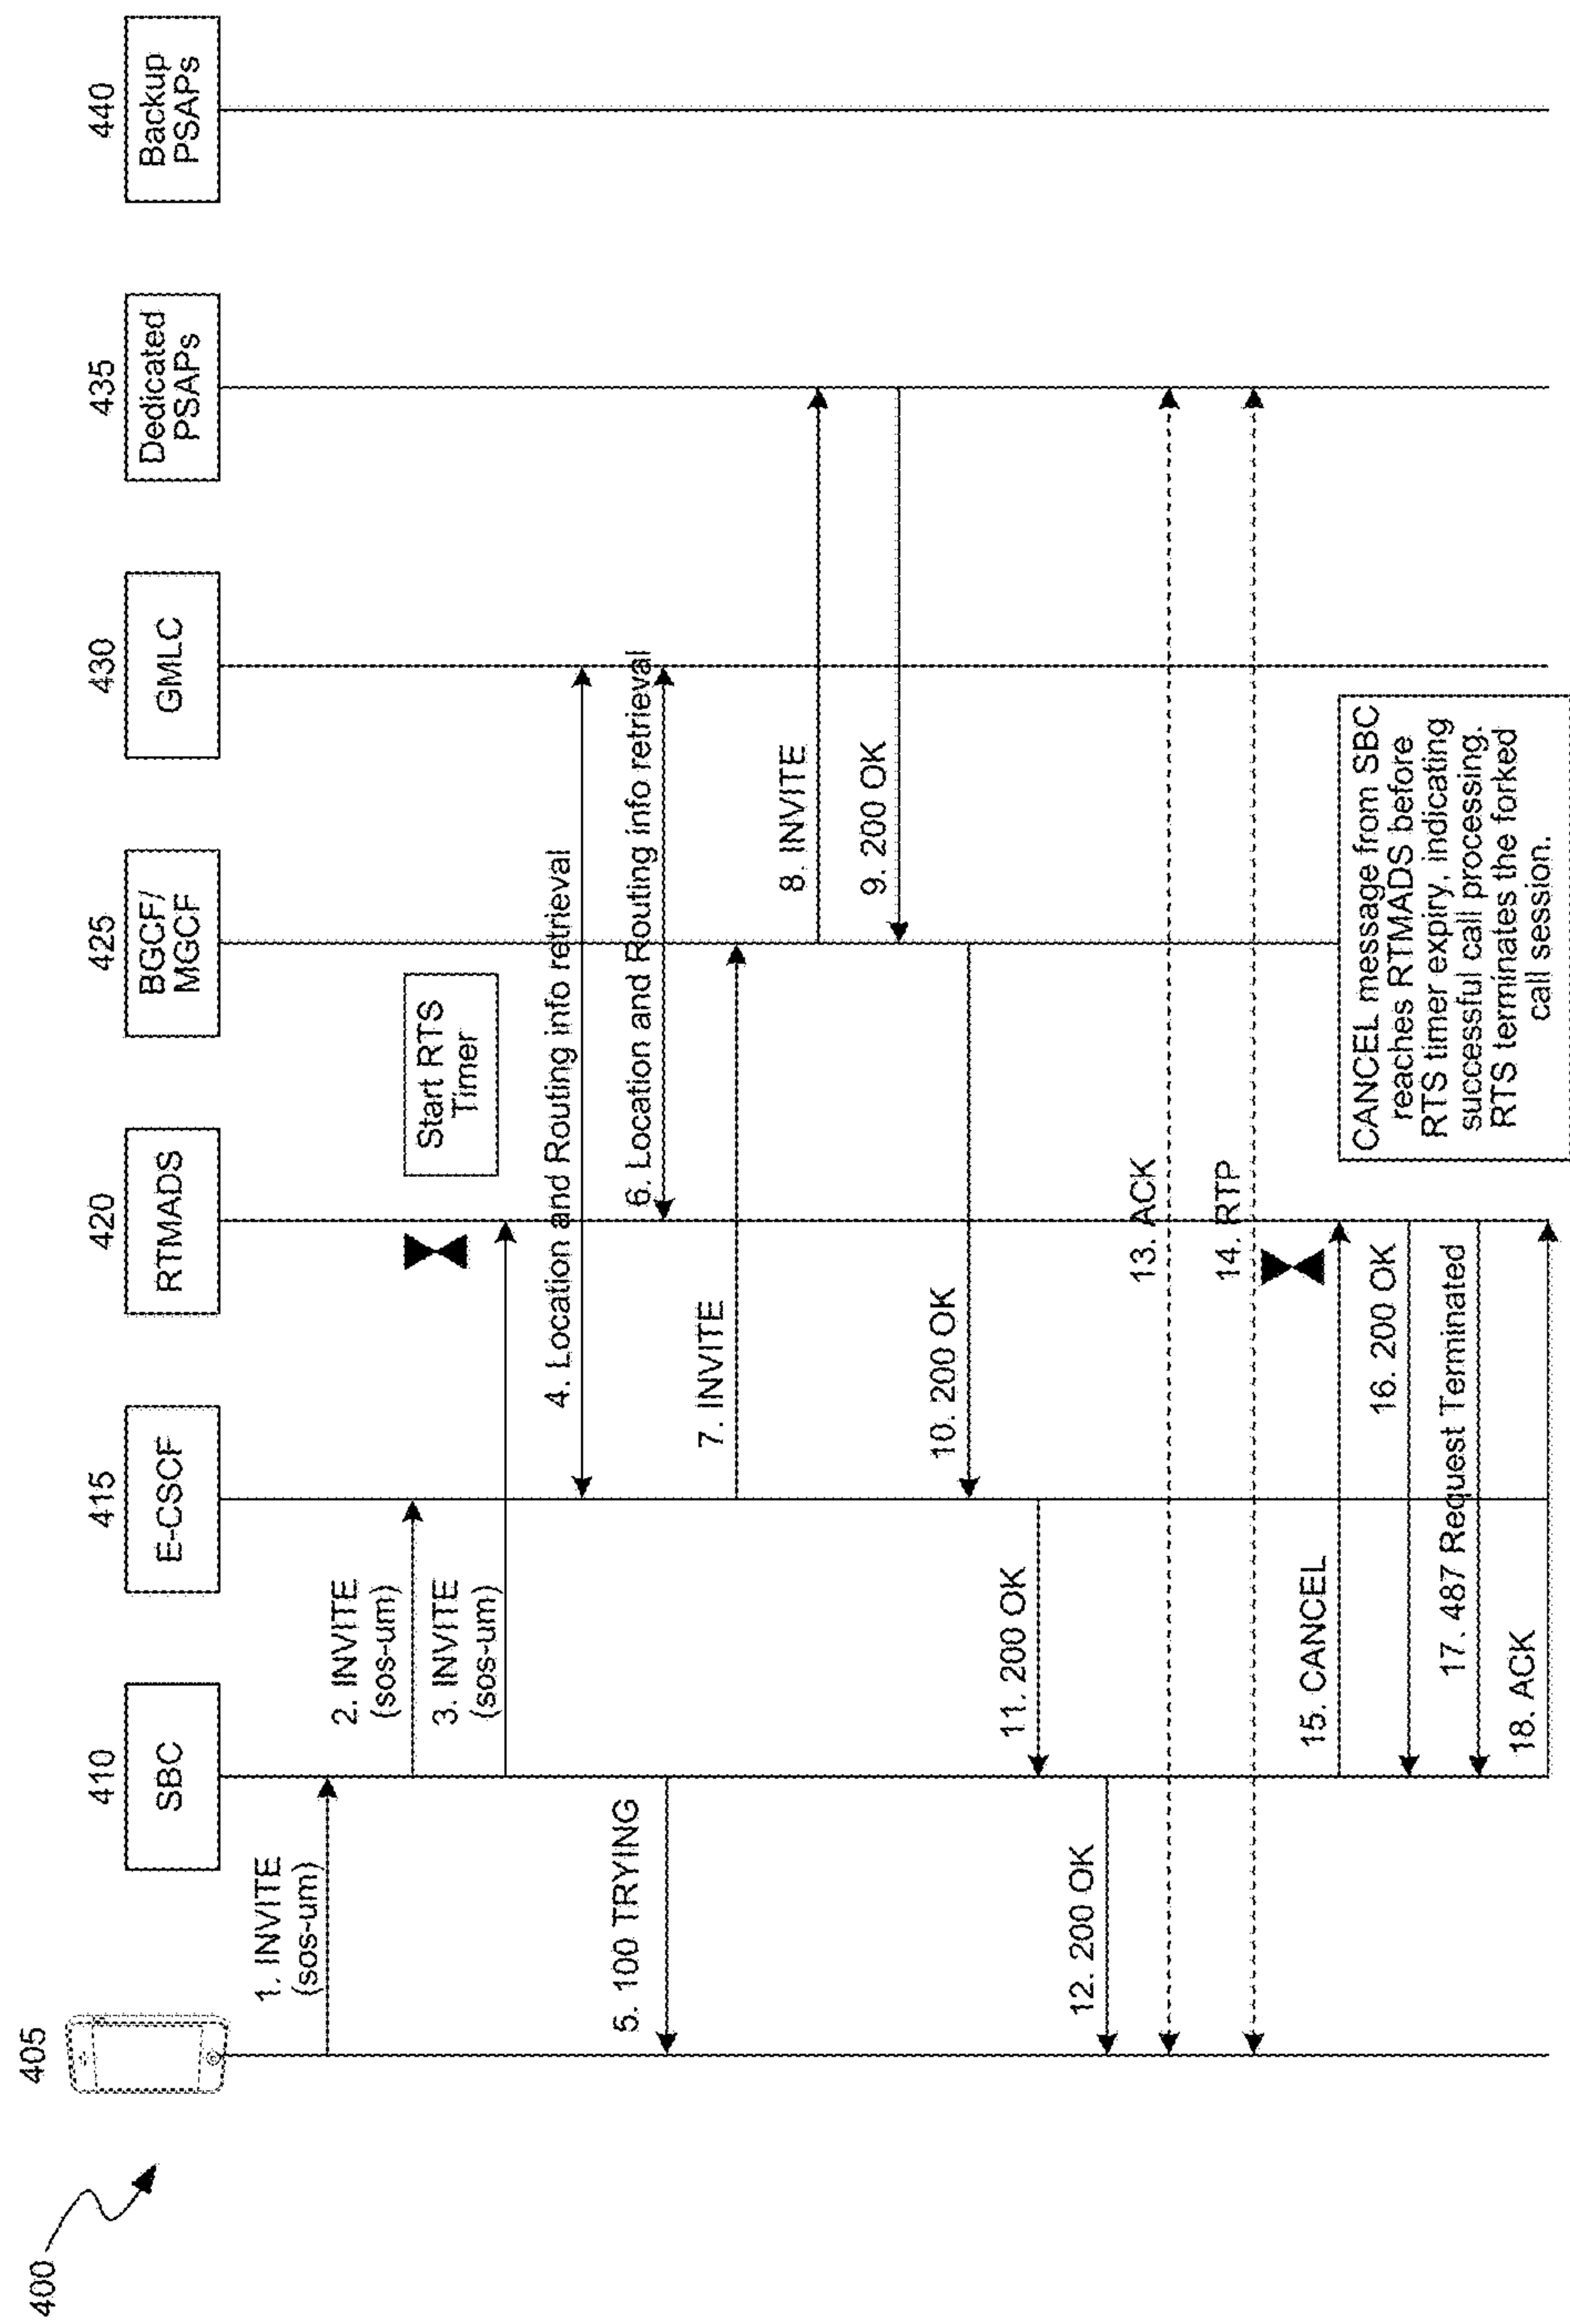 400
405
410
SBC
415
E-CSCF
420
RTMADS
425
BGCF/
MGCF
430
GMLC
435
Dedicated
PSAPs
440
Backup
PSAPs
1. INVITE
(sos-um)
2. INVITE
(sos-um)
3. INVITE
(sos-um)
Start RTS
Timer
4. Location and Routing info retrieval
5. 100 TRYING
6. Location and Routing info retrieval
7. INVITE
8. INVITE
9. 200 OK
10. 200 OK
11. 200 OK
12. 200 OK
13. ACK
14. RTP
15. CANCEL
16. 200 OK
17. 487 Request Terminated
18. ACK
CANCEL message from SBC
reaches RTMADS before
RTS timer expiry, indicating
successful call processing.
RTS terminates the forked
call session.